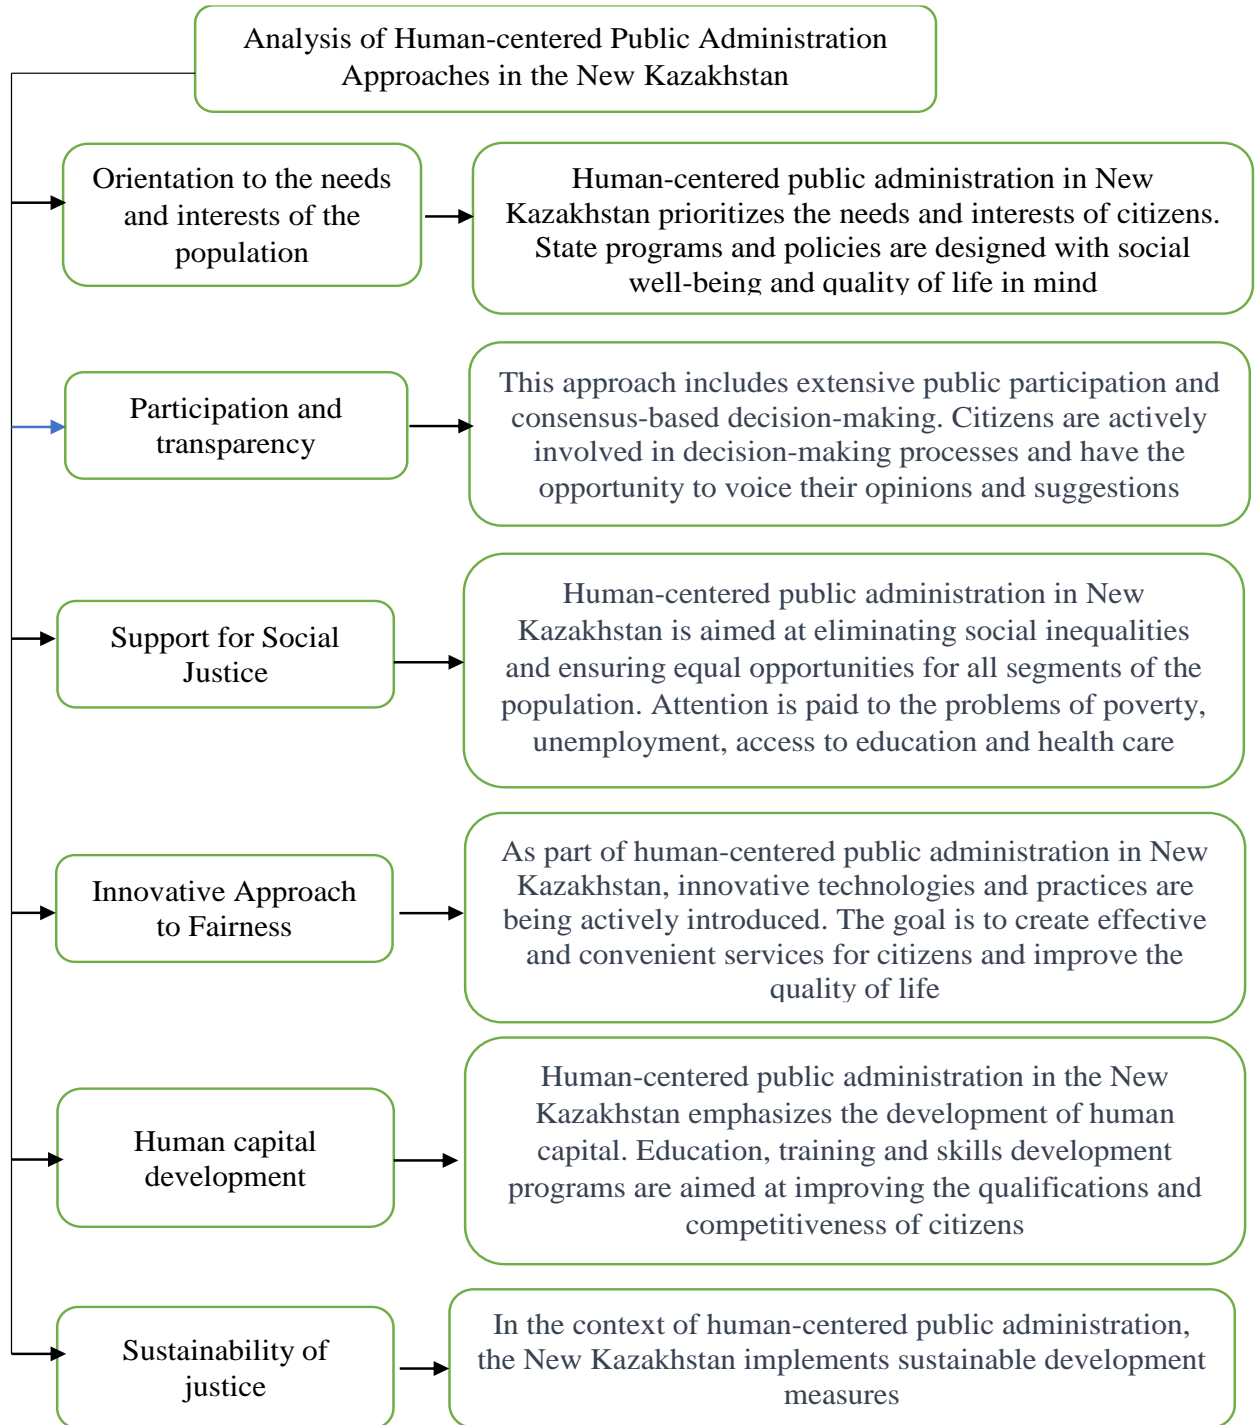 Analysis of Human-centered Public Administration
Approaches in the New Kazakhstan
Orientation to the needs
and interests of the
population
Human-centered public administration in New
Kazakhstan prioritizes the needs and interests of citizens.
State programs and policies are designed with social
well-being and quality of life in mind
Participation and
transparency
This approach includes extensive public participation and
consensus-based decision-making. Citizens are actively
involved in decision-making processes and have the
opportunity to voice their opinions and suggestions
Support for Social
Justice
Human-centered public administration in New
Kazakhstan is aimed at eliminating social inequalities
and ensuring equal opportunities for all segments of the
population. Attention is paid to the problems of poverty,
unemployment, access to education and health care
Innovative Approach
to Fairness
As part of human-centered public administration in New
Kazakhstan, innovative technologies and practices are
being actively introduced. The goal is to create effective
and convenient services for citizens and improve the
quality of life
Human capital
development
Human-centered public administration in the New
Kazakhstan emphasizes the development of human
capital. Education, training and skills development
programs are aimed at improving the qualifications and
competitiveness of citizens
Sustainability of
justice
In the context of human-centered public administration,
the New Kazakhstan implements sustainable development
measures